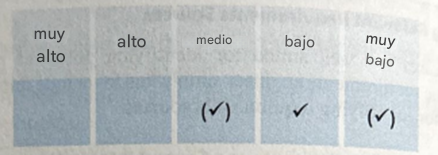 muy alto
alto
medio
bajo
muy bajo
(✓)
✓
(✓)